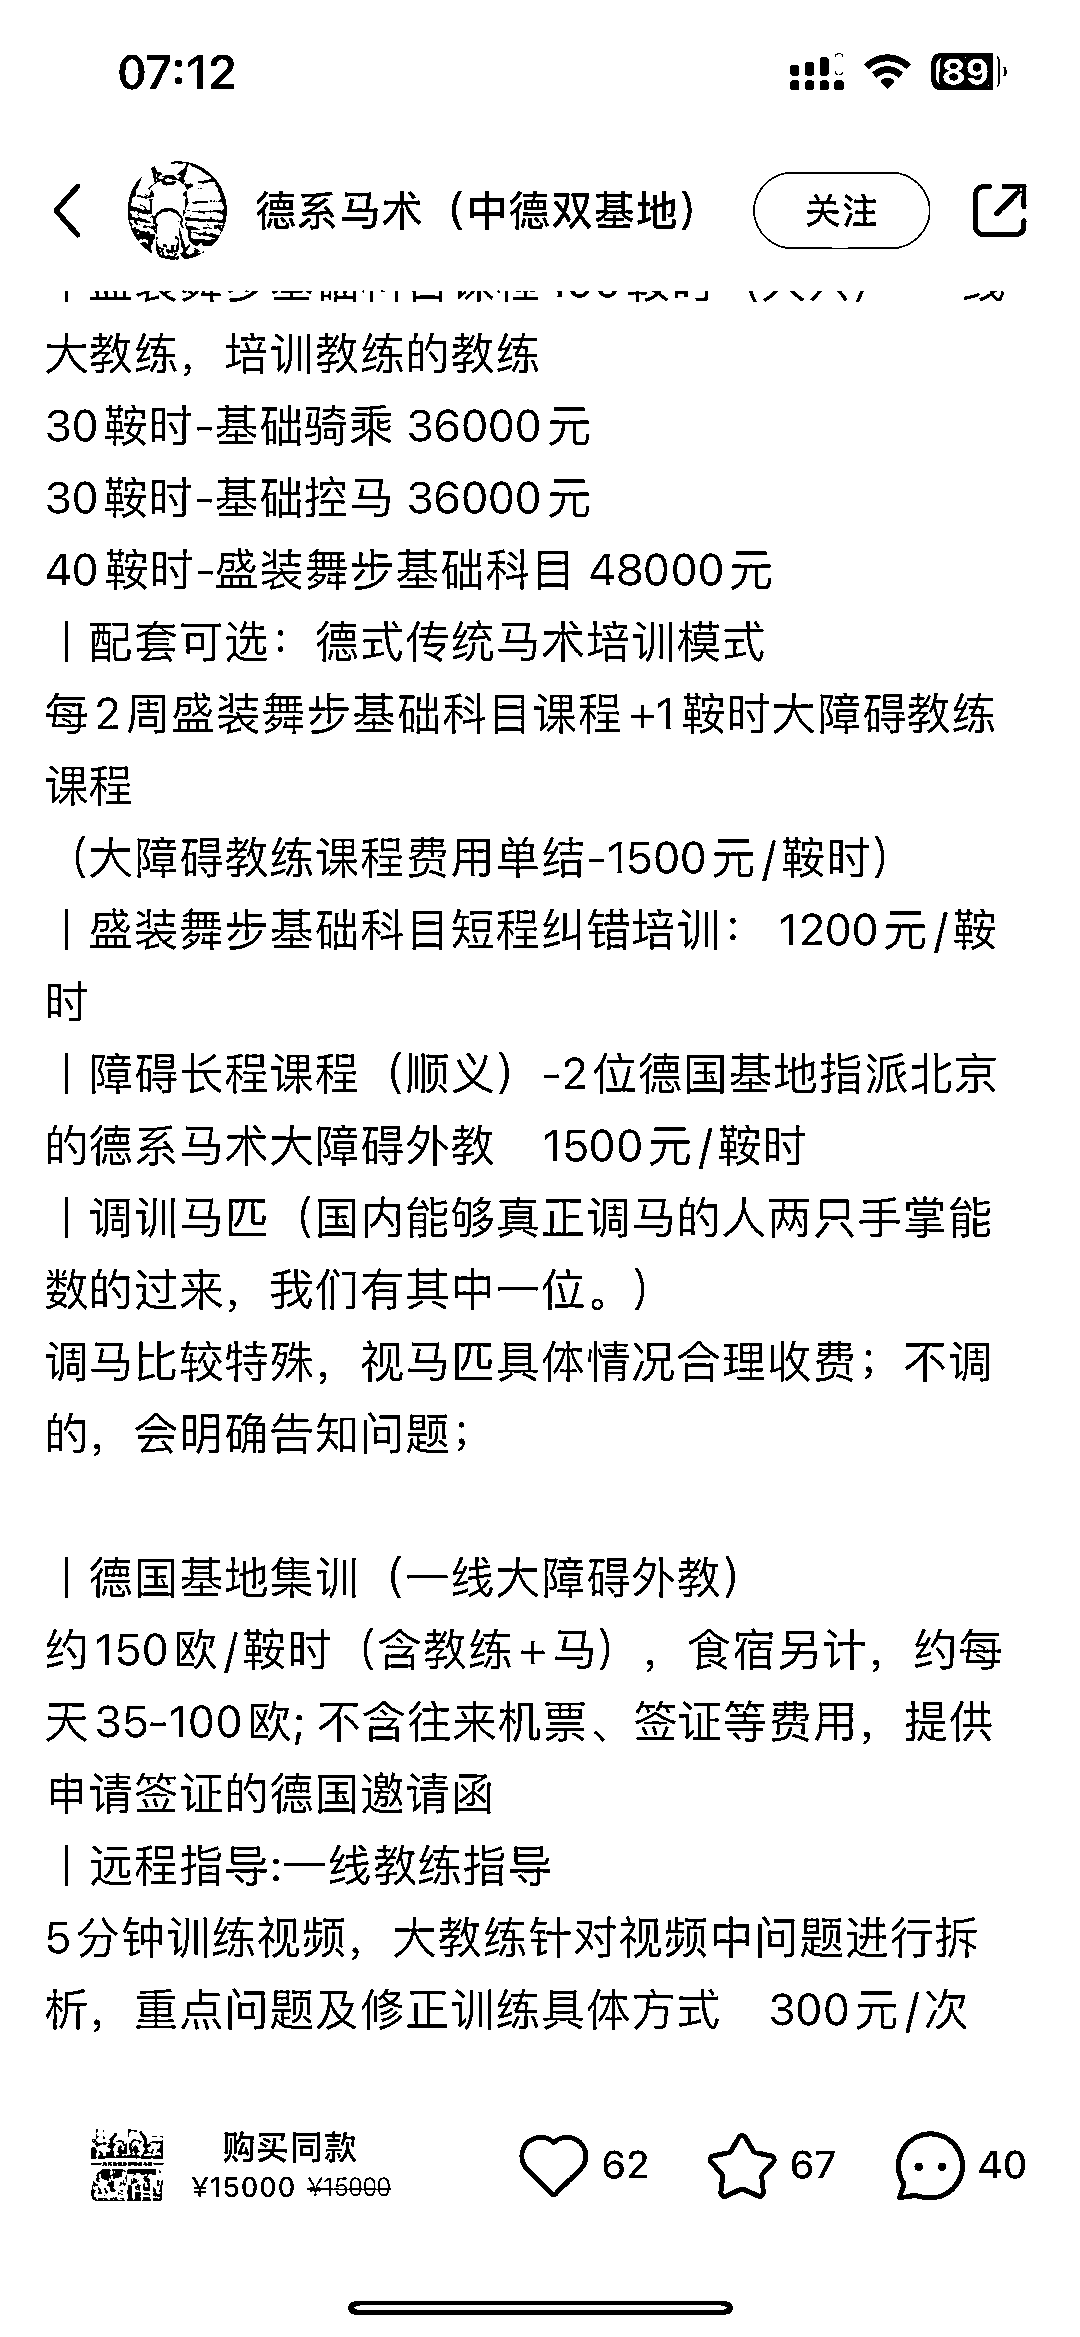 07:12
89
德系马术（中德双基地）
关注
大教练，培训教练的教练
30鞍时-基础骑乘 36000元
30鞍时-基础控马 36000元
40鞍时-盛装舞步基础科目 48000元
｜配套可选：德式传统马术培训模式
每2周盛装舞步基础科目课程+1鞍时大障碍教练
课程
（大障碍教练课程费用单结-1500元/鞍时）
｜盛装舞步基础科目短程纠错培训： 1200元/鞍
时
｜障碍长程课程（顺义）-2位德国基地指派北京
的德系马术大障碍外教　1500元/鞍时
｜调训马匹（国内能够真正调马的人两只手掌能
数的过来，我们有其中一位。）
调马比较特殊，视马匹具体情况合理收费；不调
的，会明确告知问题；
｜德国基地集训（一线大障碍外教）
约150欧/鞍时（含教练+马），食宿另计，约每
天35-100欧; 不含往来机票、签证等费用，提供
申请签证的德国邀请函
｜远程指导:一线教练指导
5分钟训练视频，大教练针对视频中问题进行拆
析，重点问题及修正训练具体方式　300元/次
购买同款
¥15000 ¥15000
62
67
40